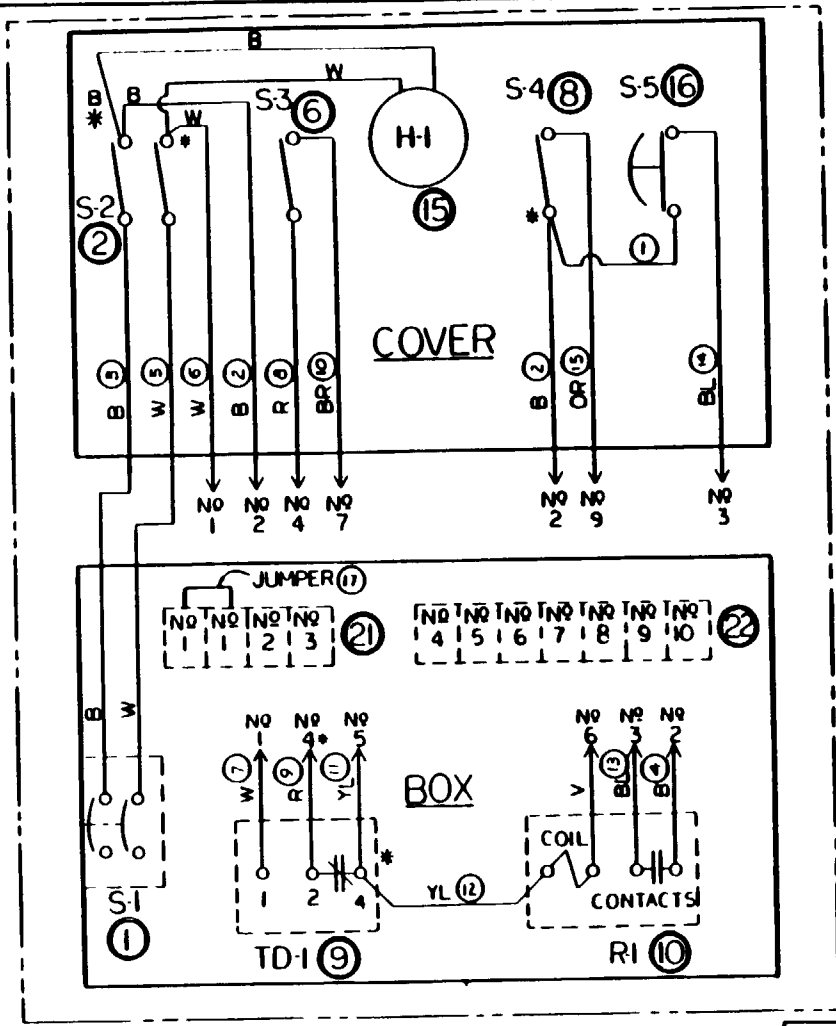 B
W
B B
*
W
*
S-3 6
H-1
15
S-4 8
S-5 16
*
1
S-2
2
COVER
3 B
5 W
6 W
2 B
8 R
10 BR
2 B
15 OR
14 BL
Nº 1
Nº 2
Nº 4
Nº 7
Nº 2
Nº 9
Nº 3
JUMPER 17
Nº 1 Nº 1 Nº 2 Nº 3 21
Nº 4 Nº 5 Nº 6 Nº 7 Nº 8 Nº 9 Nº 10 22
B W
Nº 1
Nº 4*
Nº 5
Nº 6
Nº 3
Nº 2
7 W
9 R
11 YL
BOX
V
13 BL
4 B
COIL
*
1 2 4
YL 12
CONTACTS
S-1
1
TD-1 9
R-1 10